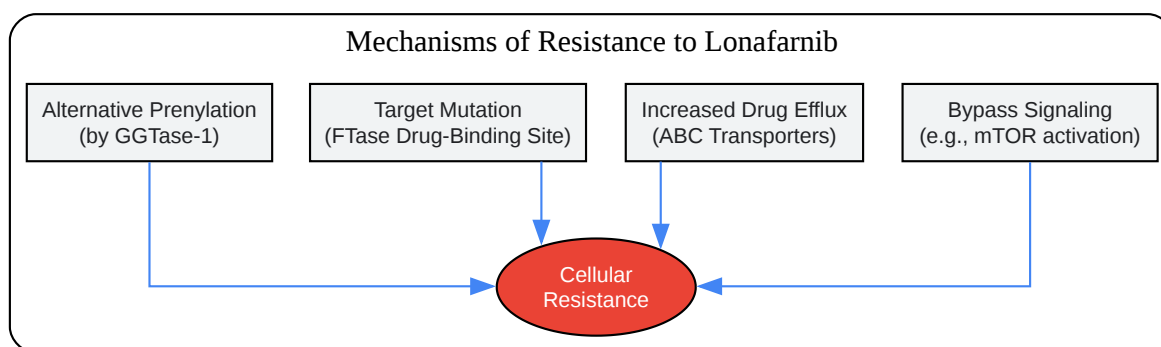 Mechanisms of Resistance to Lonafarnib
Alternative Prenylation
(by GGTase-1)
Target Mutation
(FTase Drug-Binding Site)
Increased Drug Efflux
(ABC Transporters)
Bypass Signaling
(e.g., mTOR activation)
Cellular
Resistance